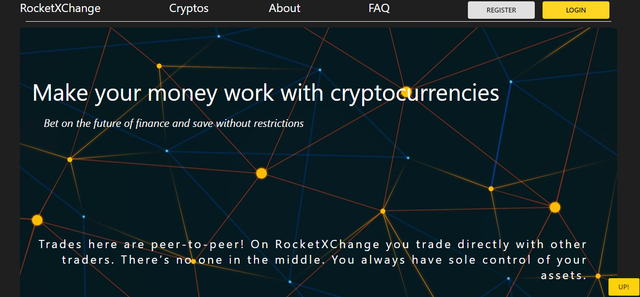 RocketXChange Cryptos About FAQ REGISTER LOGIN
Make your money work with cryptocurrencies
Bet on the future of finance and save without restrictions
Trades here are peer-to-peer! On RocketXChange you trade directly with other
traders. There's no one in the middle. You always have sole control of your
assets.
UP!